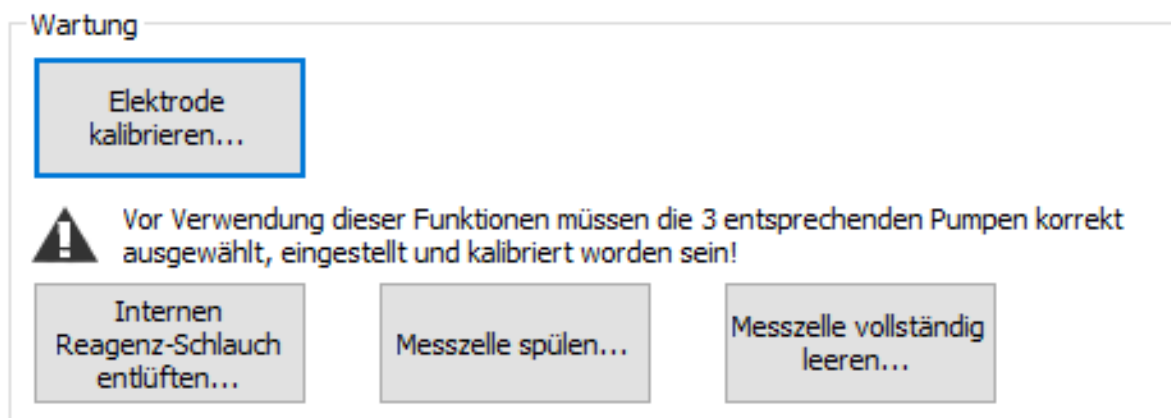 Wartung
Elektrode
kalibrieren...
Vor Verwendung dieser Funktionen müssen die 3 entsprechenden Pumpen korrekt
ausgewählt, eingestellt und kalibriert worden sein!
Internen
Reagenz-Schlauch
entlüften...
Messzelle spülen...
Messzelle vollständig
leeren...